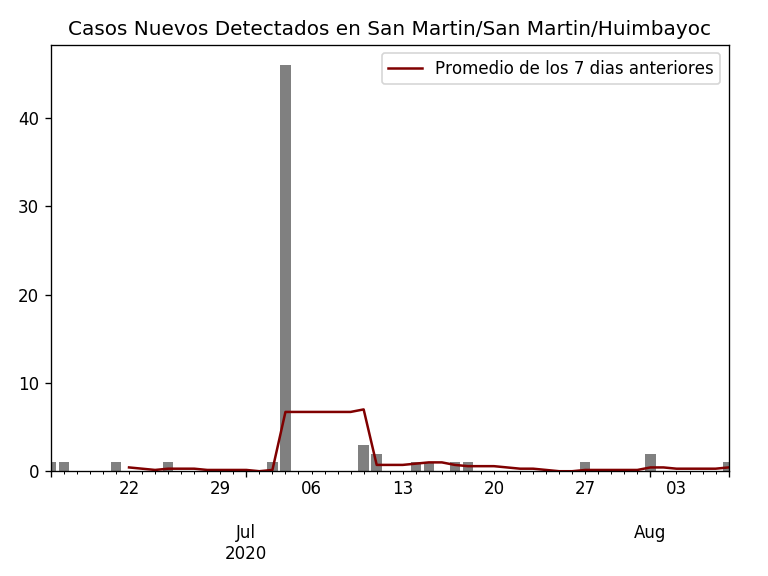 Casos Nuevos Detectados en San Martin/San Martin/Huimbayoc
Promedio de los 7 dias anteriores
40
30
20
10
0
22 29 06 13 20 27 03
Jul Aug
2020